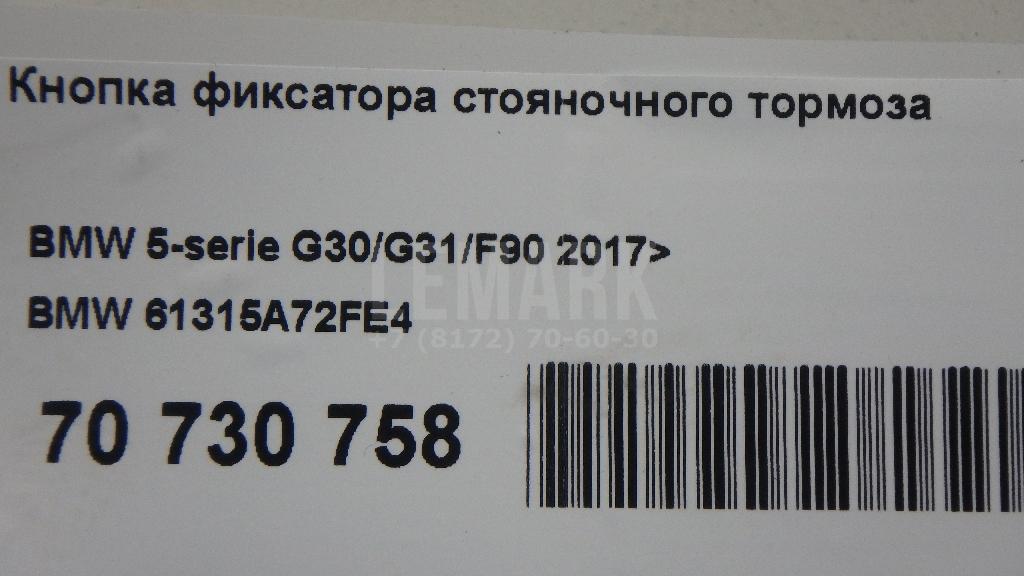 Кнопка фиксатора стояночного тормоза
BMW 5-serie G30/G31/F90 2017>
LEMARK
BMW 61315A72FE4
+7 (8172) 70-60-30
70 730 758